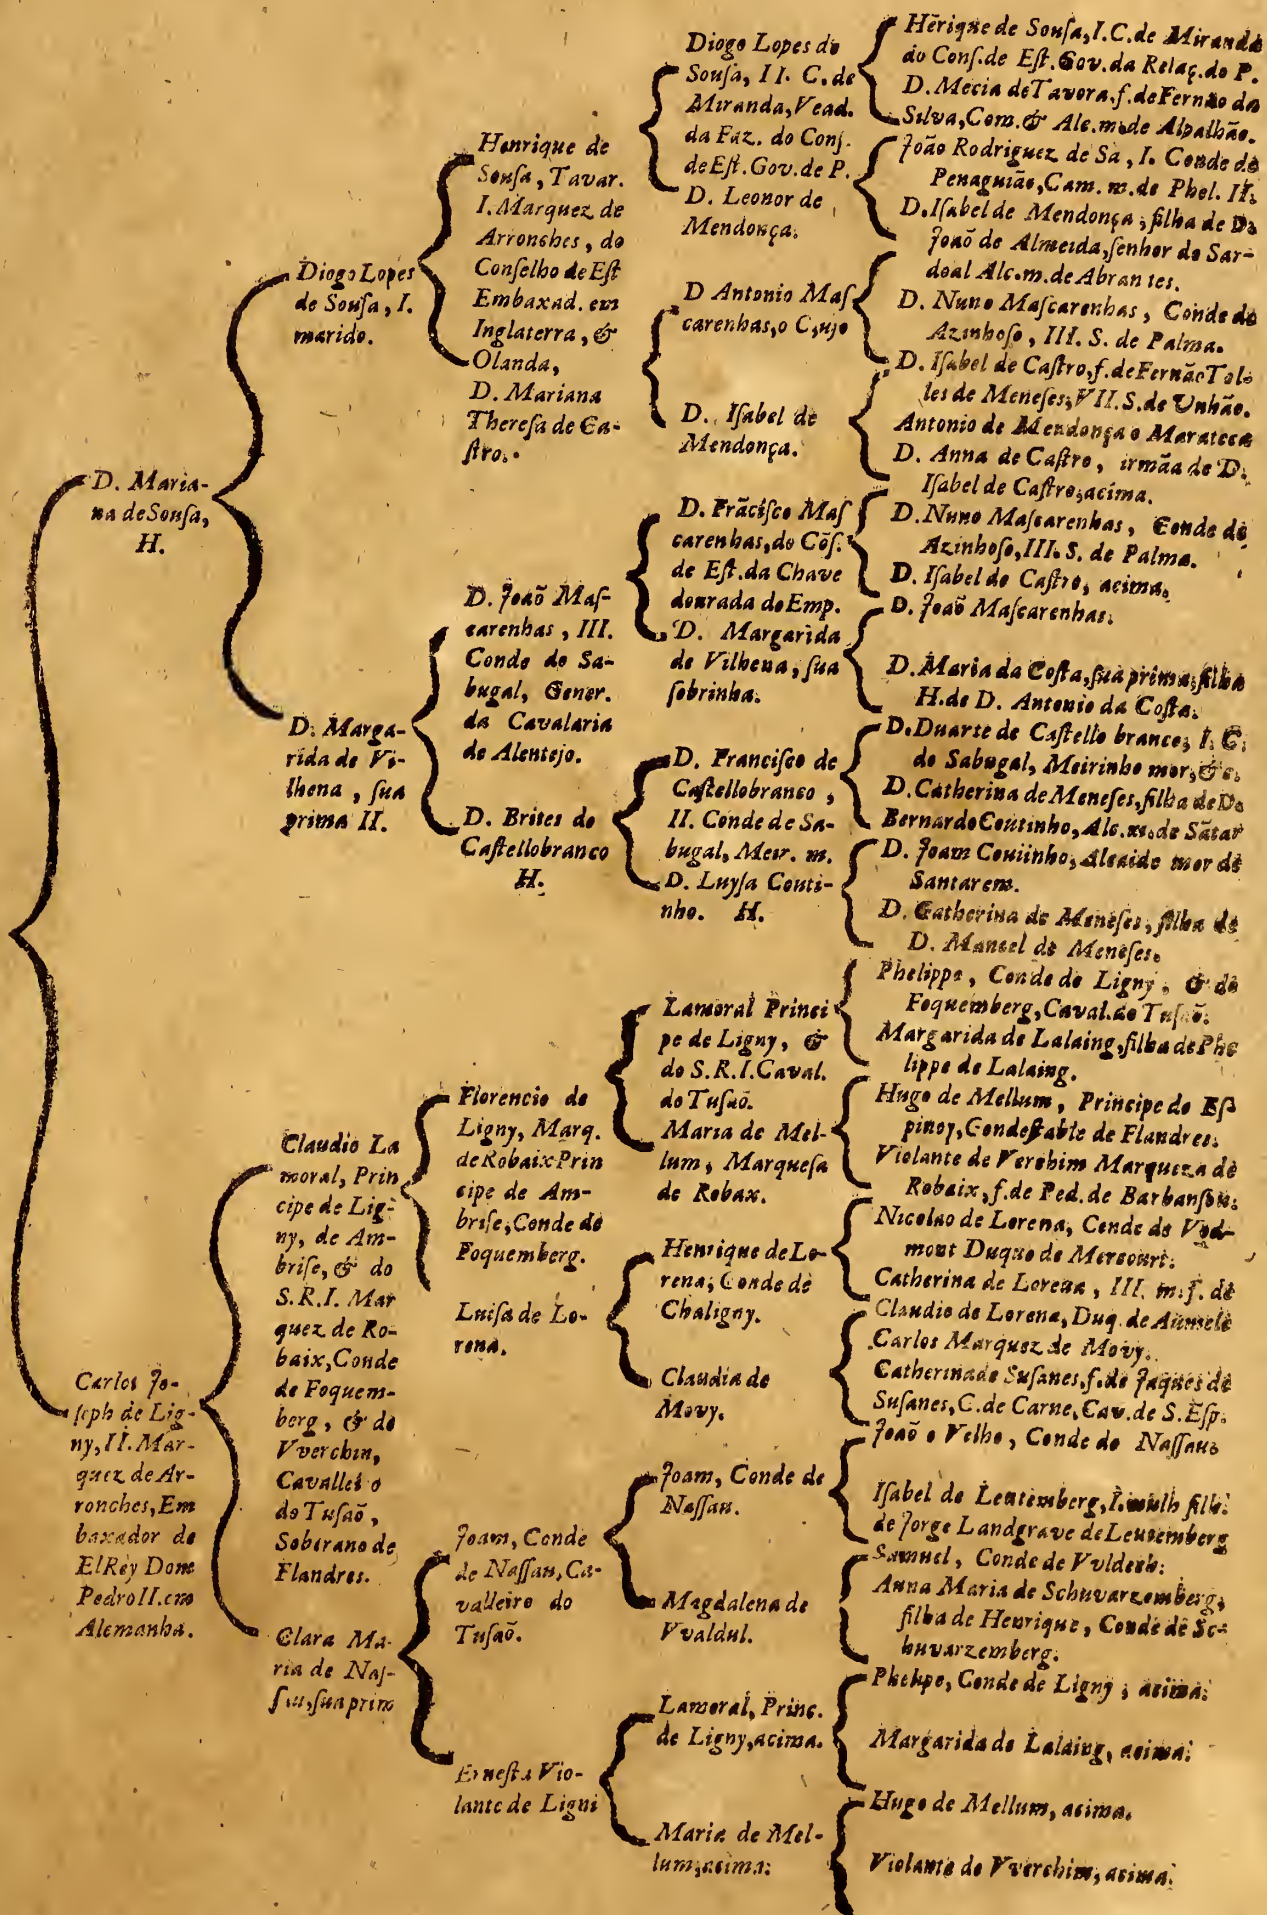 D. Maria-
na de Sousa,
H.
Carlos Jo-
seph de Lig-
ny, II. Mar-
quez de Ar-
ronches, Em
baxador de
ElRey Dom
Pedro II. em
Alemanha.
Diogo Lopes
de Sousa, I.
marido.
D. Marga-
rida de Vi-
lhena, sua
prima II.
Claudio La
moral, Prin
cipe de Lig-
ny, de Am-
brise, & do
S.R.I. Mar
quez de Ro-
baix, Conde
de Foquem-
berg, & de
Vverchin,
Cavallei o
do Tusaõ,
Soberano de
Flandres.
Clara Ma-
ria de Nas-
sau, sua prim
Henrique de
Sousa, Tavar.
I. Marquez de
Arronches, do
Conselho de Est
Embaxad. em
Inglaterra, &
Olanda,
D. Mariana
Theresa de Ca-
stro.
D. Joaõ Mas-
carenhas, III.
Conde do Sa-
bugal, Gener.
da Cavalaria
de Alentejo.
D. Brites de
Castellobranco
H.
Florencio de
Ligny, Marq.
de Robaix Prin
cipe de Am-
brise, Conde de
Foquemberg.
Luisa de Lo-
rena.
Joam, Conde
de Nassau, Ca-
valleiro do
Tusaõ.
Ernesta Vio-
lante de Ligni
Diogo Lopes de
Sousa, II. C. de
Miranda, Vead.
da Faz. do Cons.
de Est. Gov. de P.
D. Leonor de
Mendonça.
D Antonio Mas
carenhas, o C,ujo
D. Isabel de
Mendonça.
D. Frãcisco Mas
carenhas, do Cõs.
de Est. da Chave
dourada do Emp.
D. Margarida
de Vilhena, sua
sobrinha.
D. Francisco de
Castellobranco,
II. Conde de Sa-
bugal, Meir. m.
D. Luysa Couti-
nho. H.
Lamoral Princi
pe de Ligny, &
do S.R.I. Caval.
do Tusaõ.
Maria de Mel-
lum, Marquesa
de Robax.
Henrique de Lo-
rena, Conde de
Chaligny.
Claudia de
Movy.
Joam, Conde de
Nassau.
Magdalena de
Vvaldul.
Lamoral, Princ.
de Ligny, acima.
Maria de Mel-
lum, acima.
Hẽrique de Sousa, I. C. de Miranda
do Cons. de Est. Gov. da Relaç. do P.
D. Mecia de Tavora, f. de Fernão da
Silva, Com. & Alc. m. de Alpalhão.
João Rodriguez de Sa, I. Conde de
Penaguião, Cam. m. de Phel. II.
D. Isabel de Mendonça, filha de D.
Joaõ de Almeida, senhor do Sar-
doal Alc. m. de Abrantes.
D. Nuno Mascarenhas, Conde de
Azinhoso, III. S. de Palma.
D. Isabel de Castro, f. de Fernão Tel-
les de Meneses, VII. S. de Unhão.
Antonio de Mendonça o Marateca
D. Anna de Castro, irmãa de D.
Isabel de Castro, acima.
D. Nuno Mascarenhas, Conde de
Azinhoso, III. S. de Palma.
D. Isabel de Castro, acima.
D. Joaõ Mascarenhas.
D. Maria da Costa, sua prima, filha
H. de D. Antonio da Costa.
D. Duarte de Castello branco, I. C.
do Sabugal, Meirinho mor, & c.
D. Catherina de Meneses, filha de D.
Bernardo Coutinho, Alc. m. de Sãtar
D. Joam Coutinho, Alcaide mor de
Santarem.
D. Catherina de Meneses, filha de
D. Manoel de Meneses.
Phelippe, Conde de Ligny, & de
Foquemberg, Caval. do Tusaõ.
Margarida de Lalaing, filha de Phe
lippe de Lalaing.
Hugo de Mellum, Principe de Es-
pinoy, Condestable de Flandres.
Violante de Verchim Marqueza de
Robaix, f. de Ped. de Barbanson.
Nicolao de Lorena, Conde de Vod-
mont Duque de Mercourt.
Catherina de Lorena, III. m. f. de
Claudio de Lorena, Duq. de Aumele
Carlos Marquez de Movy.
Catherina de Susanes, f. de Jaques de
Susanes, C. de Carne, Cav. de S. Esp.
Joaõ o Velho, Conde de Nassau.
Isabel de Leutemberg, I. mulh filh.
de Jorge Landgrave de Leutemberg
Samuel, Conde de Vvldeck.
Anna Maria de Schuvarzemberg,
filha de Henrique, Conde de Sc-
huvarzemberg.
Phelipe, Conde de Ligny, acima.
Margarida de Lalaing, acima.
Hugo de Mellum, acima.
Violante de Vverchim, acima.